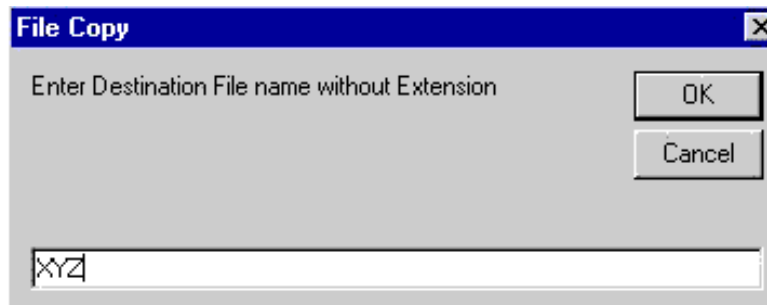 File Copy
Enter Destination File name without Extension
OK
Cancel
XYZ